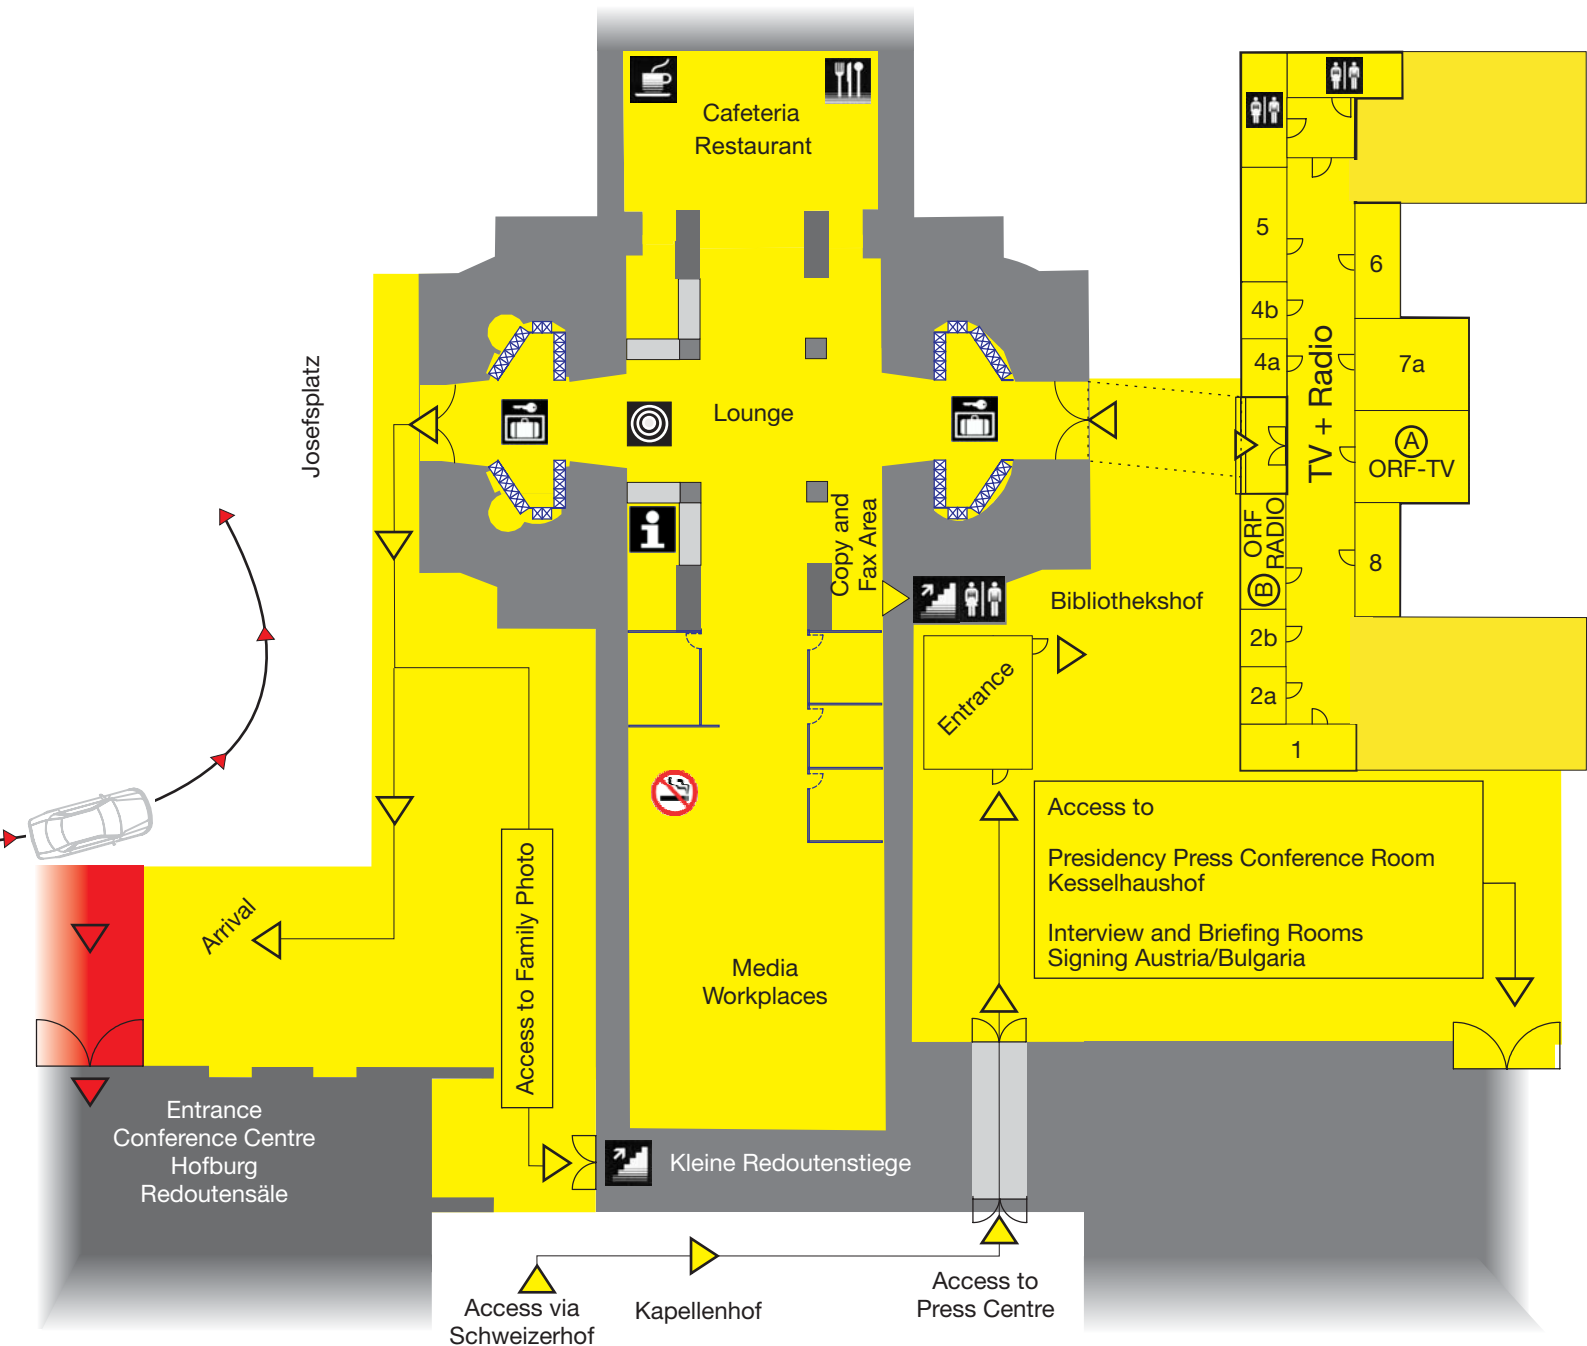 Cafeteria
Restaurant
5
6
4b
4a
7a
TV + Radio
Josefsplatz
Lounge
A
ORF-TV
Copy and
Fax Area
ORF
RADIO
B
8
Bibliothekshof
2b
2a
1
Entrance
Access to
Presidency Press Conference Room
Kesselhaushof
Interview and Briefing Rooms
Signing Austria/Bulgaria
Arrival
Access to Family Photo
Media
Workplaces
Entrance
Conference Centre
Hofburg
Redoutensäle
Kleine Redoutenstiege
Access via
Schweizerhof
Kapellenhof
Access to
Press Centre